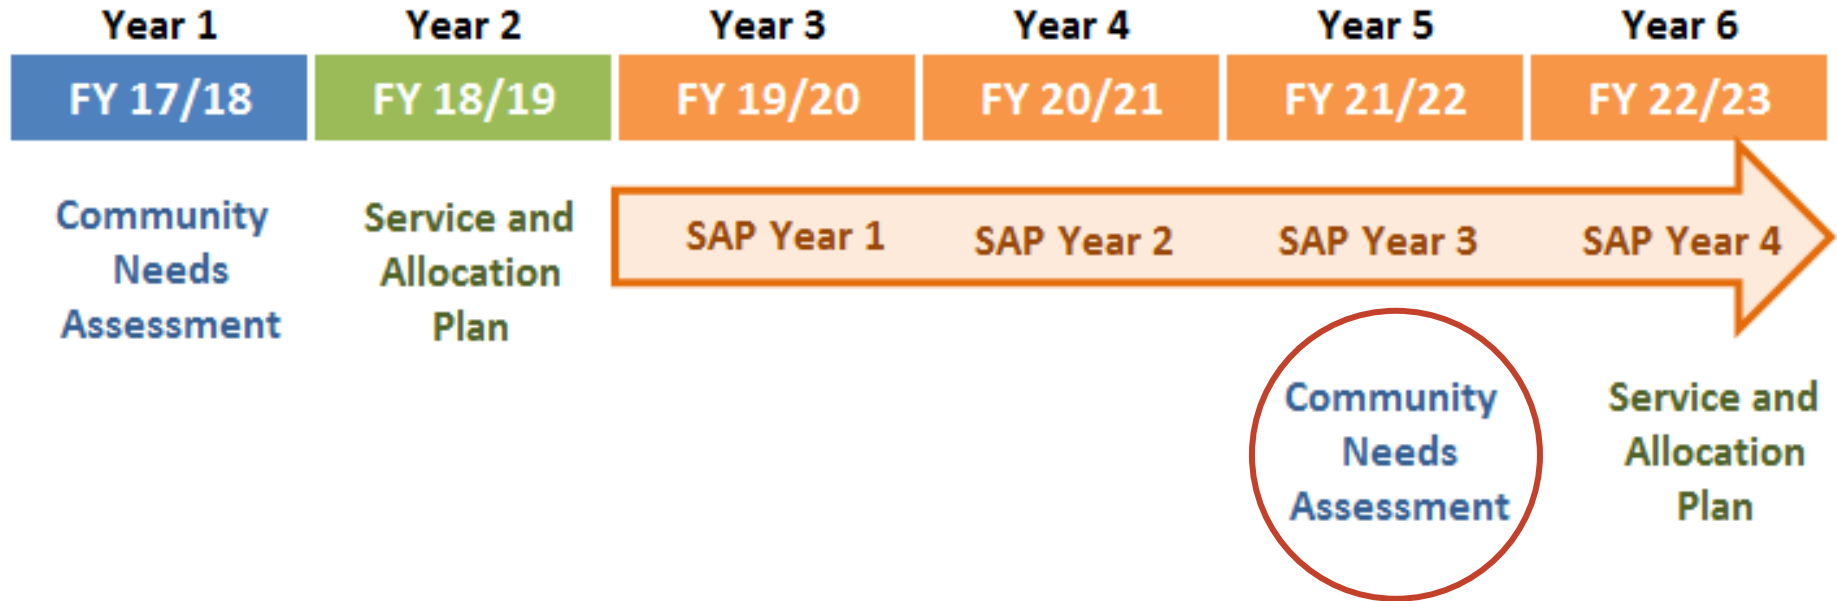 Year 1 Year 2 Year 3 Year 4 Year 5 Year 6
FY 17/18 FY 18/19 FY 19/20 FY 20/21 FY 21/22 FY 22/23
Community
Needs
Assessment
Service and
Allocation
Plan
SAP Year 1 SAP Year 2 SAP Year 3 SAP Year 4
Community
Needs
Assessment
Service and
Allocation
Plan